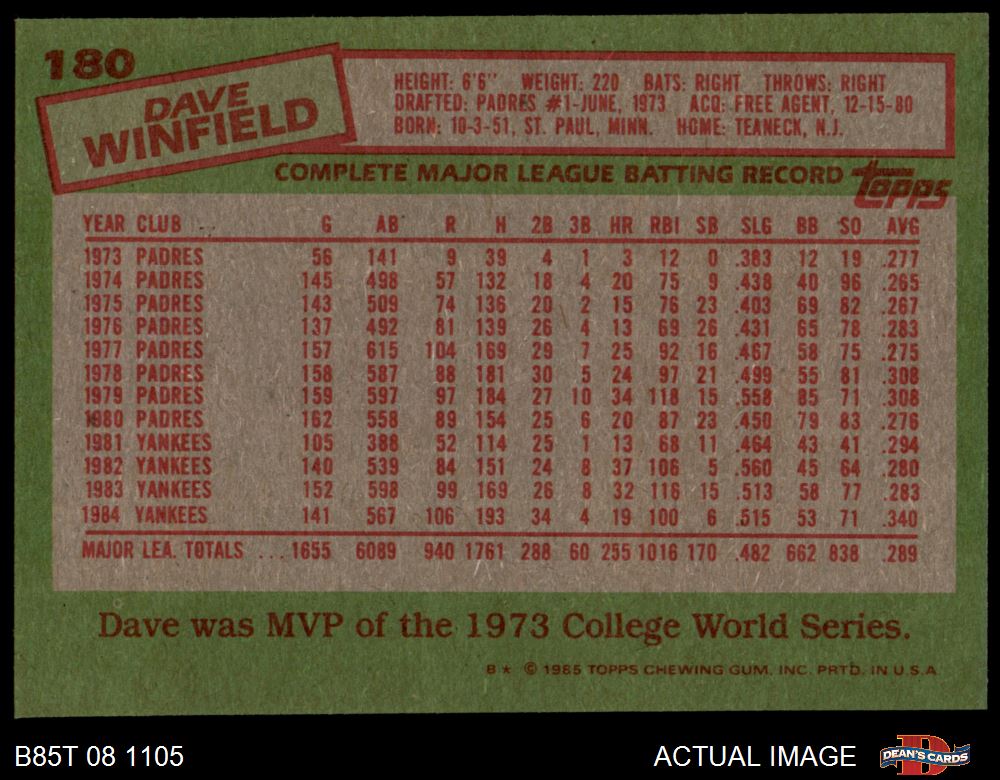 180
DAVE
WINFIELD
HEIGHT: 6'6" WEIGHT: 220 BATS: RIGHT THROWS: RIGHT
DRAFTED: PADRES #1-JUNE, 1973 ACQ: FREE AGENT, 12-15-80
BORN: 10-3-51, ST. PAUL, MINN. HOME: TEANECK, N.J.
COMPLETE MAJOR LEAGUE BATTING RECORD topps
YEAR CLUB G AB R H 2B 3B HR RBI SB SLG BB SO AVG
1973 PADRES 56 141 9 39 4 1 3 12 0 .383 12 19 .277
1974 PADRES 145 498 57 132 18 4 20 75 9 .438 40 96 .265
1975 PADRES 143 509 74 136 20 2 15 76 23 .403 69 82 .267
1976 PADRES 137 492 81 139 26 4 13 69 26 .431 65 78 .283
1977 PADRES 157 615 104 169 29 7 25 92 16 .467 58 75 .275
1978 PADRES 158 587 88 181 30 5 24 97 21 .499 55 81 .308
1979 PADRES 159 597 97 184 27 10 34 118 15 .558 85 71 .308
1980 PADRES 162 558 89 154 25 6 20 87 23 .450 79 83 .276
1981 YANKEES 105 388 52 114 25 1 13 68 11 .464 43 41 .294
1982 YANKEES 140 539 84 151 24 8 37 106 5 .560 45 64 .280
1983 YANKEES 152 598 99 169 26 8 32 116 15 .513 58 77 .283
1984 YANKEES 141 567 106 193 34 4 19 100 6 .515 53 71 .340
MAJOR LEA. TOTALS ... 1655 6089 940 1761 288 60 255 1016 170 .482 662 838 .289
Dave was MVP of the 1973 College World Series.
B * © 1985 TOPPS CHEWING GUM, INC. PRTD. IN U.S.A.
B85T 08 1105
ACTUAL IMAGE
D
DEAN'S CARDS